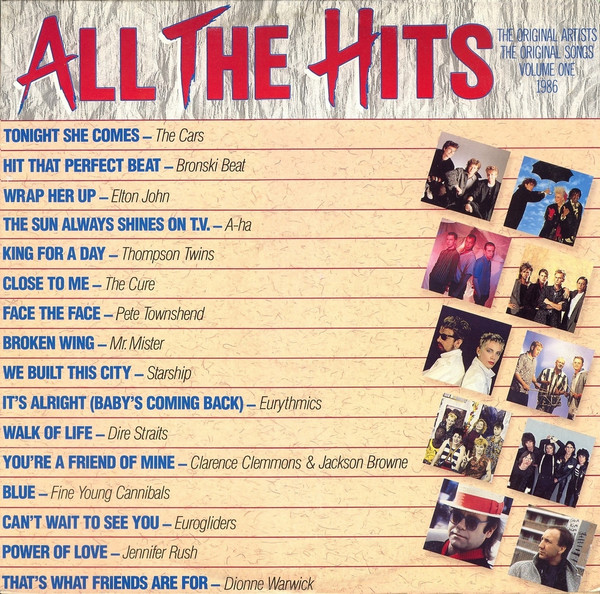 ALL THE HITS
THE ORIGINAL ARTISTS
THE ORIGINAL SONGS
VOLUME ONE
1986
TONIGHT SHE COMES – The Cars
HIT THAT PERFECT BEAT – Bronski Beat
WRAP HER UP – Elton John
THE SUN ALWAYS SHINES ON T.V. – A-ha
KING FOR A DAY – Thompson Twins
CLOSE TO ME – The Cure
FACE THE FACE – Pete Townshend
BROKEN WING – Mr. Mister
WE BUILT THIS CITY – Starship
IT'S ALRIGHT (BABY'S COMING BACK) – Eurythmics
WALK OF LIFE – Dire Straits
YOU'RE A FRIEND OF MINE – Clarence Clemmons & Jackson Browne
BLUE – Fine Young Cannibals
CAN'T WAIT TO SEE YOU – Eurogliders
POWER OF LOVE – Jennifer Rush
THAT'S WHAT FRIENDS ARE FOR – Dionne Warwick